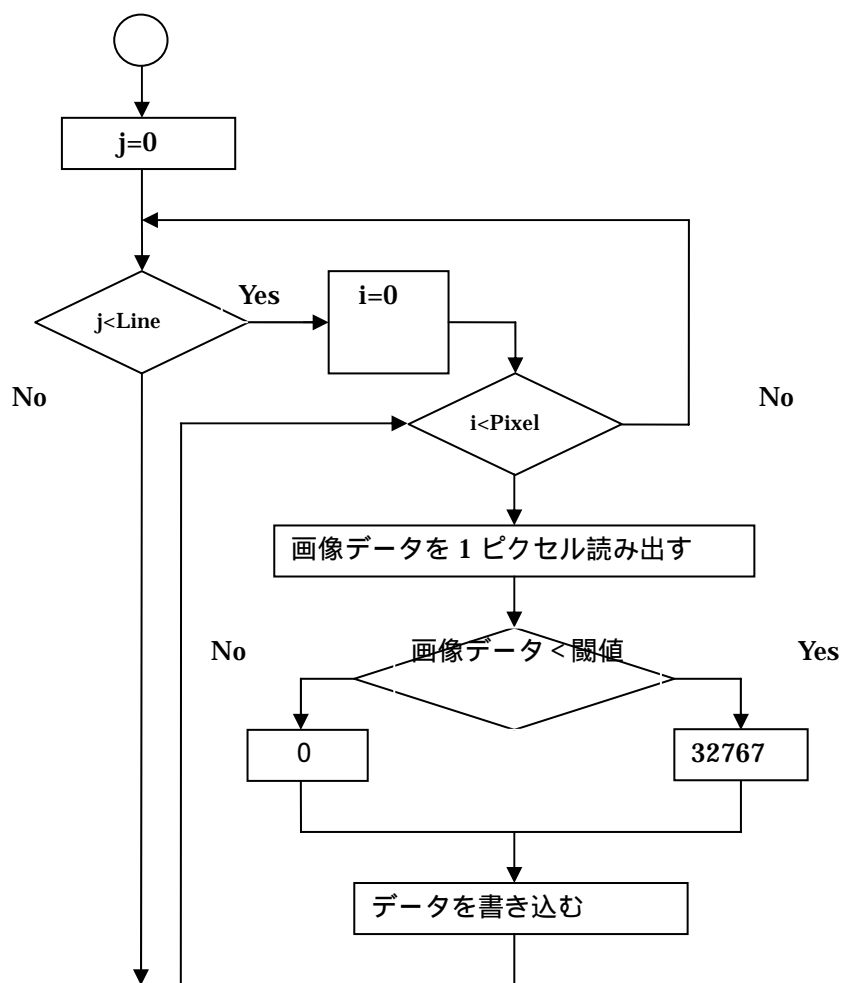 j=0
Yes
i=0
j<Line
No
i<Pixel
No
画像データを 1 ピクセル読み出す
No
画像データ<閾値
Yes
0
32767
データを書き込む